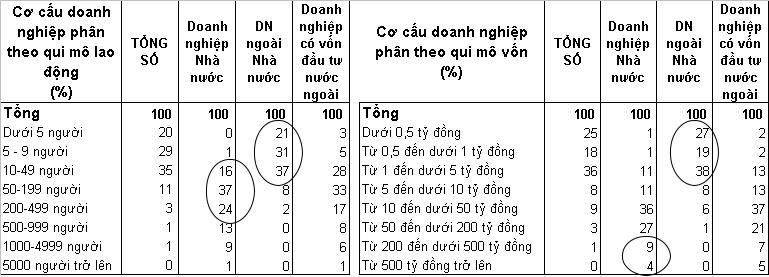 Cơ cấu doanh nghiệp phân theo qui mô lao động (%) TỔNG SỐ Doanh nghiệp Nhà nước DN ngoài Nhà nước Doanh nghiệp có vốn đầu tư nước ngoài
Tổng 100 100 100 100
Dưới 5 người 20 0 21 3
5 - 9 người 29 1 31 5
10-49 người 35 16 37 28
50-199 người 11 37 8 33
200-499 người 3 24 2 17
500-999 người 1 13 0 8
1000-4999 người 1 9 0 6
5000 người trở lên 0 1 0 1
Cơ cấu doanh nghiệp phân theo qui mô vốn (%) TỔNG SỐ Doanh nghiệp Nhà nước DN ngoài Nhà nước Doanh nghiệp có vốn đầu tư nước ngoài
Tổng 100 100 100 100
Dưới 0,5 tỷ đồng 25 1 27 2
Từ 0,5 đến dưới 1 tỷ đồng 18 1 19 2
Từ 1 đến dưới 5 tỷ đồng 36 11 38 13
Từ 5 đến dưới 10 tỷ đồng 8 11 8 13
Từ 10 đến dưới 50 tỷ đồng 9 36 6 37
Từ 50 đến dưới 200 tỷ đồng 3 27 1 21
Từ 200 đến dưới 500 tỷ đồng 1 9 0 7
Từ 500 tỷ đồng trở lên 0 4 0 5